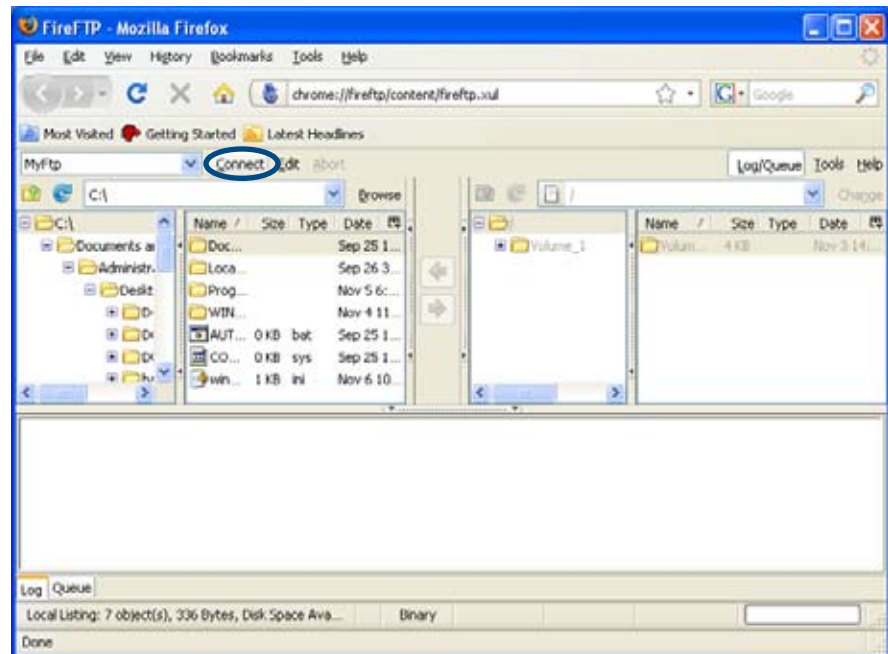 FireFTP - Mozilla Firefox
File Edit View History Bookmarks Tools Help
chrome://fireftp/content/fireftp.xul
Google
Most Visited Getting Started Latest Headlines
MyFtp Connect Edit Abort Log/Queue Tools Help
C:\ Browse / Change
C:\ Name / Size Type Date Name / Size Type Date
Documents a Doc... Sep 25 1... Volume_1 Volum... 4 KB Nov 3 14:...
Administr. Loca... Sep 26 3...
Deskt Prog... Nov 5 6:...
WIN... Nov 4 11...
AUT... 0 KB bat Sep 25 1...
CO... 0 KB sys Sep 25 1...
win... 1 KB ini Nov 6 10...
Log Queue
Local Listing: 7 object(s), 336 Bytes, Disk Space Ava... Binary
Done